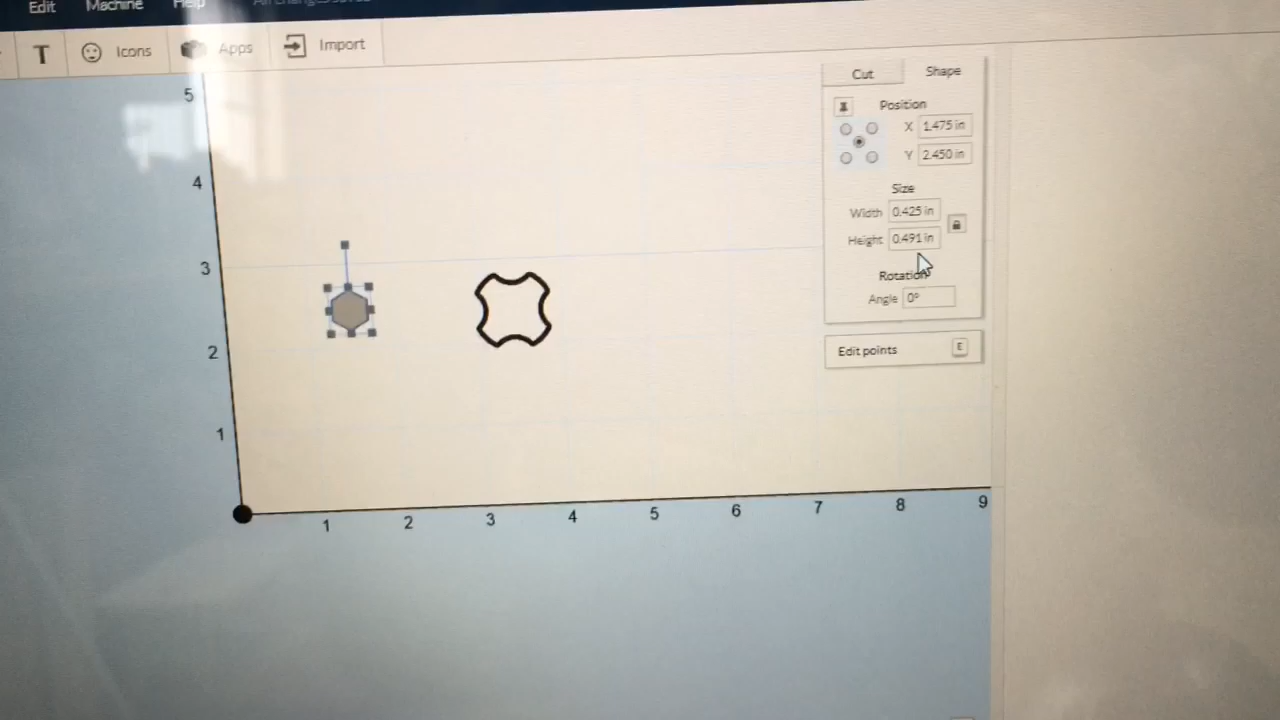 Edit Machine Help
T Icons Apps Import
Cut Shape
Position
X 1.475 in
Y 2.450 in
Size
Width 0.425 in
Height 0.491 in
Rotation
Angle 0°
Edit points E
5
4
3
2
1
1 2 3 4 5 6 7 8 9